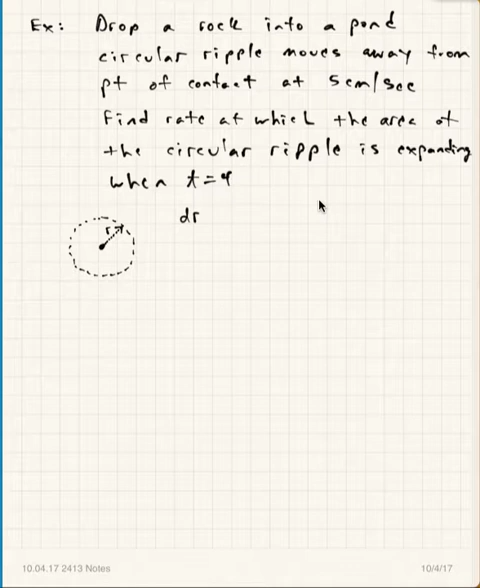 Ex: Drop a rock into a pond
circular ripple moves away from
pt of contact at 5cm/sec
Find rate at which the area of
the circular ripple is expanding
when t=4
dr
r
10.04.17 2413 Notes
10/4/17